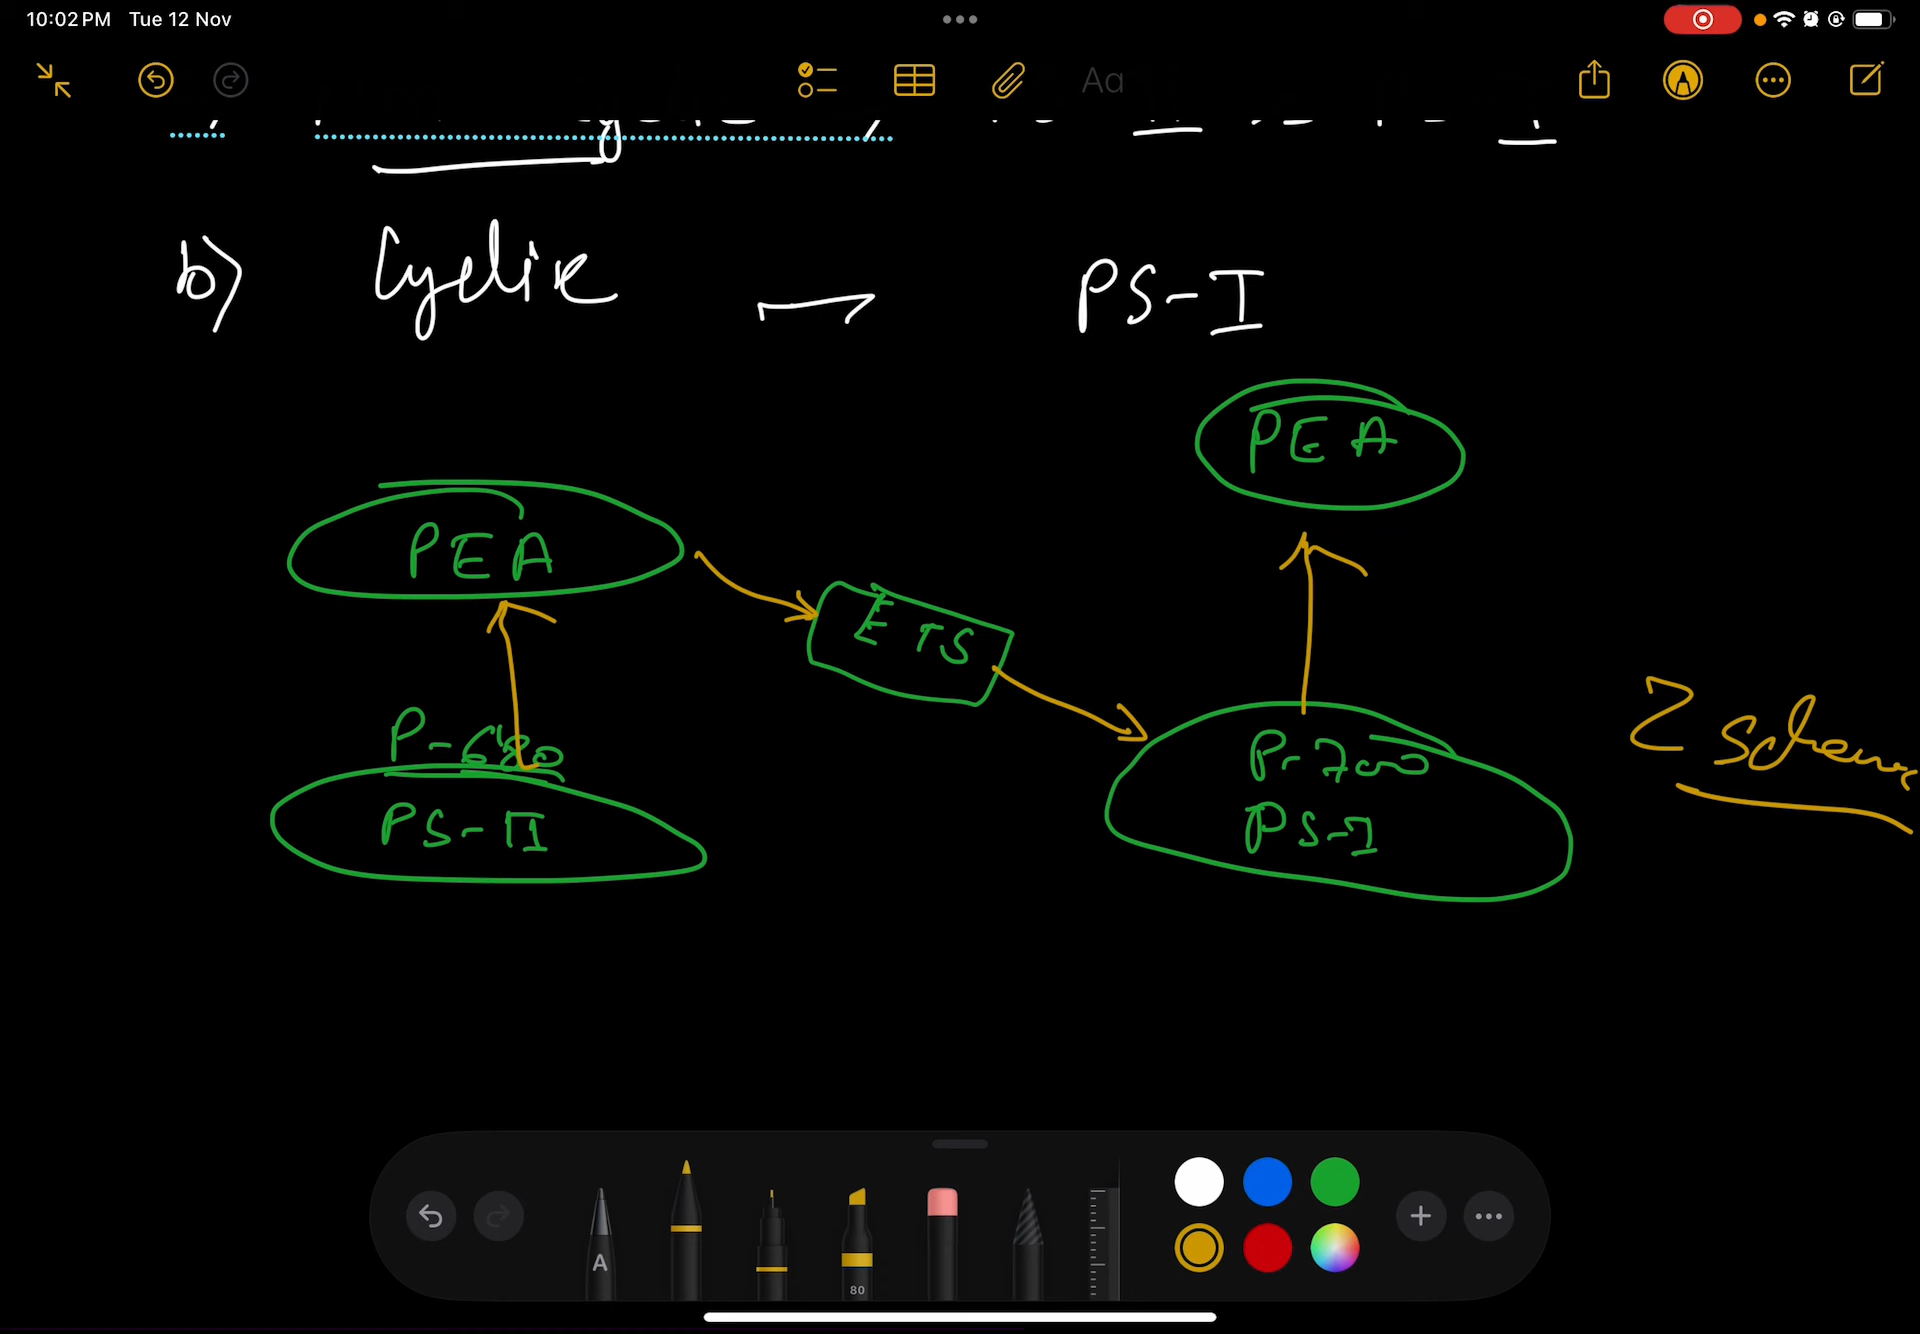 10:02 PM Tue 12 Nov
Aa
b) Cyclic PS-I
PEA
PEA
ETS
P-680
PS-II
P-700
PS-I
Z scheme
A
80